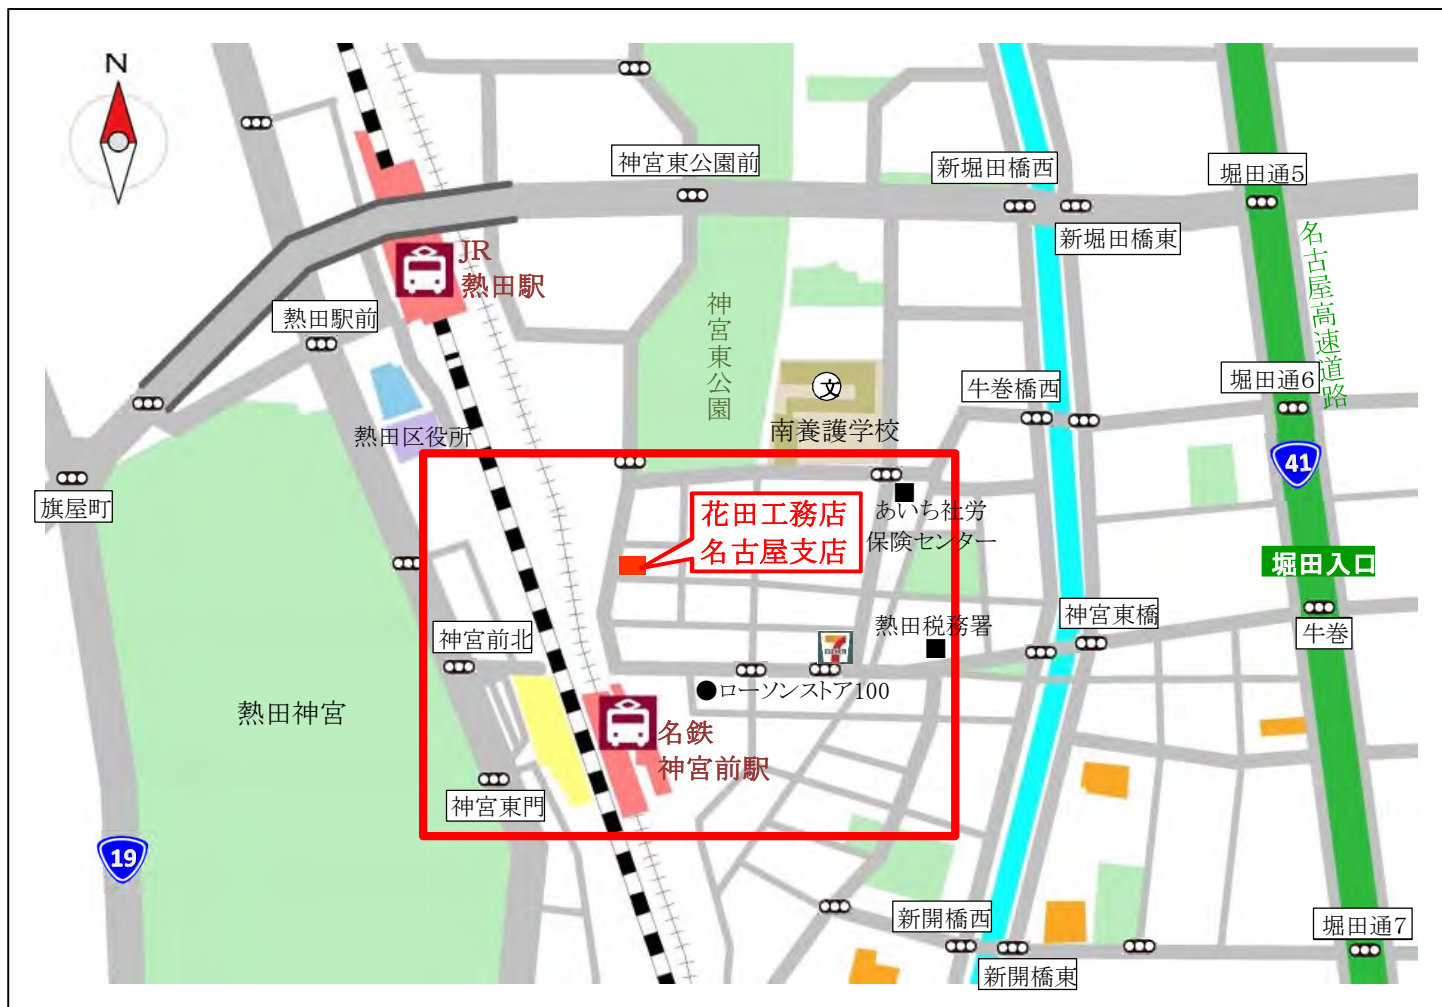 N
神宮東公園前
新堀田橋西
堀田通5
新堀田橋東
名古屋高速道路
JR
熱田駅
熱田駅前
神宮東公園
文
南養護学校
牛巻橋西
堀田通6
熱田区役所
41
旗屋町
花田工務店
名古屋支店
あいち社労
保険センター
堀田入口
神宮前北
熱田税務署
神宮東橋
牛巻
7
ELEVEN
ローソンストア100
熱田神宮
名鉄
神宮前駅
神宮東門
19
新開橋西
堀田通7
新開橋東